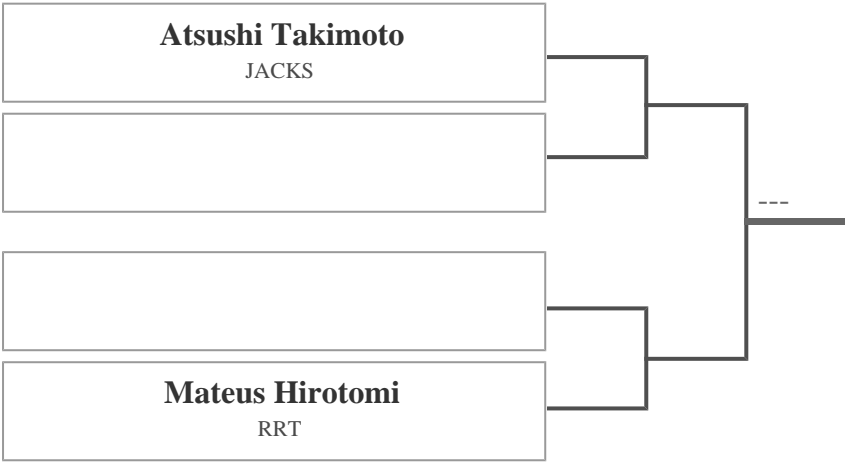 Atsushi Takimoto
JACKS
---
Mateus Hirotomi
RRT